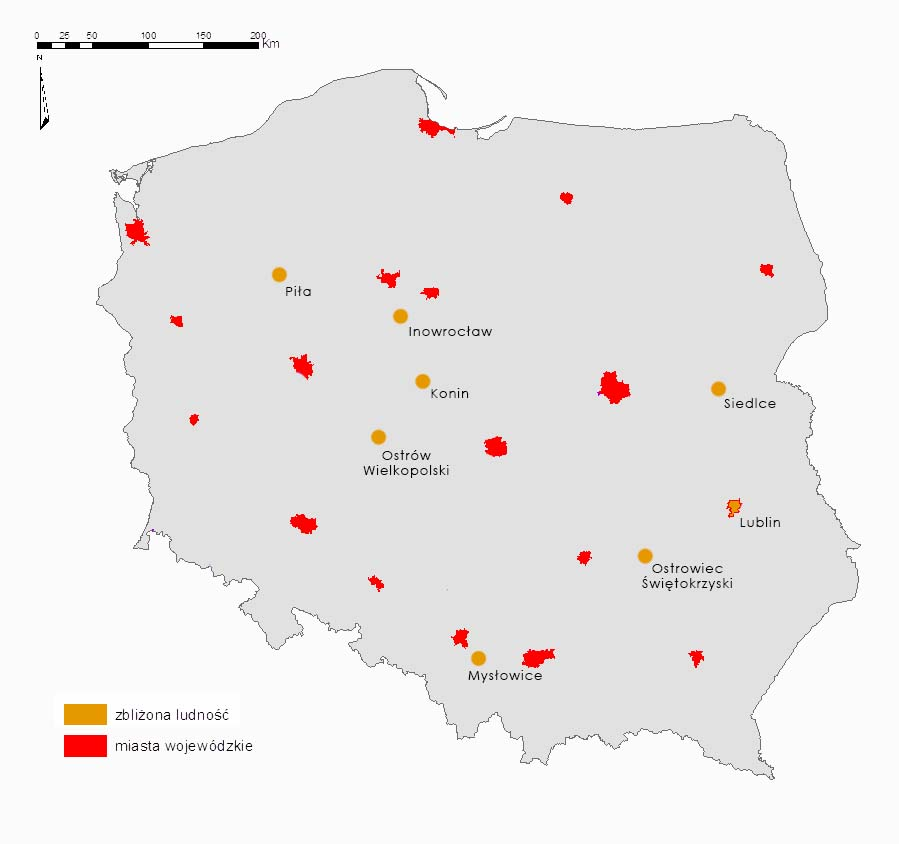 0 25 50 100 150 200
Km
N
Piła
Inowrocław
Konin
Siedlce
Ostrów
Wielkopolski
Lublin
Ostrowiec
Świętokrzyski
Mysłowice
zbliżona ludność
miasta wojewódzkie